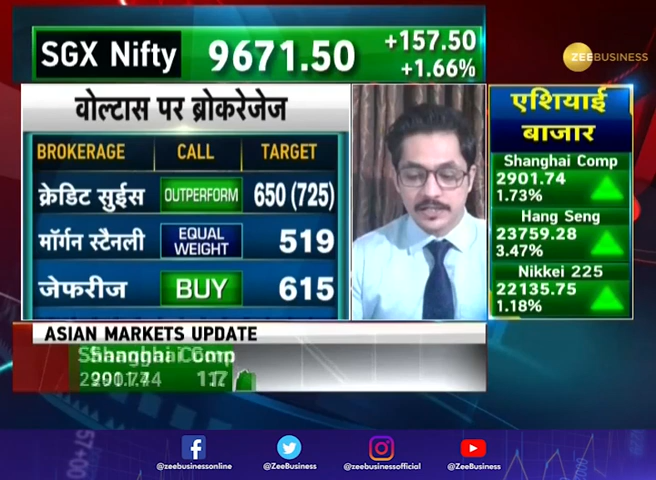 SGX Nifty 9671.50 +157.50
+1.66%
ZEEBUSINESS
वोल्टास पर ब्रोकरेजेज
BROKERAGE CALL TARGET
क्रेडिट सुईस OUTPERFORM 650 (725)
मॉर्गन स्टैनली EQUAL WEIGHT 519
जेफरीज BUY 615
एशियाई
बाजार
Shanghai Comp
2901.74
1.73%
Hang Seng
23759.28
3.47%
Nikkei 225
22135.75
1.18%
ASIAN MARKETS UPDATE
Shanghai Comp
@zeebusinessonline @ZeeBusiness @zeebusinessofficial @ZeeBusiness